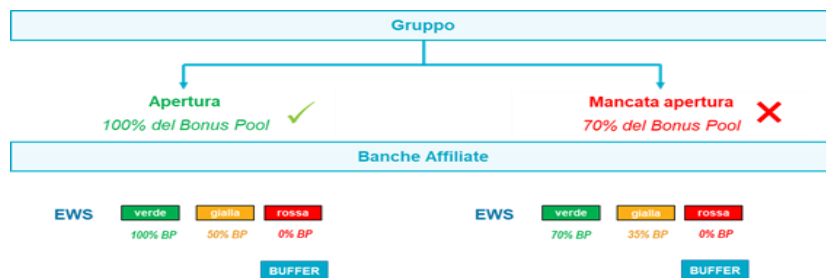 Gruppo
Apertura
100% del Bonus Pool
Mancata apertura
70% del Bonus Pool
Banche Affiliate
EWS verde gialla rossa EWS verde gialla rossa
100% BP 50% BP 0% BP 70% BP 35% BP 0% BP
BUFFER BUFFER